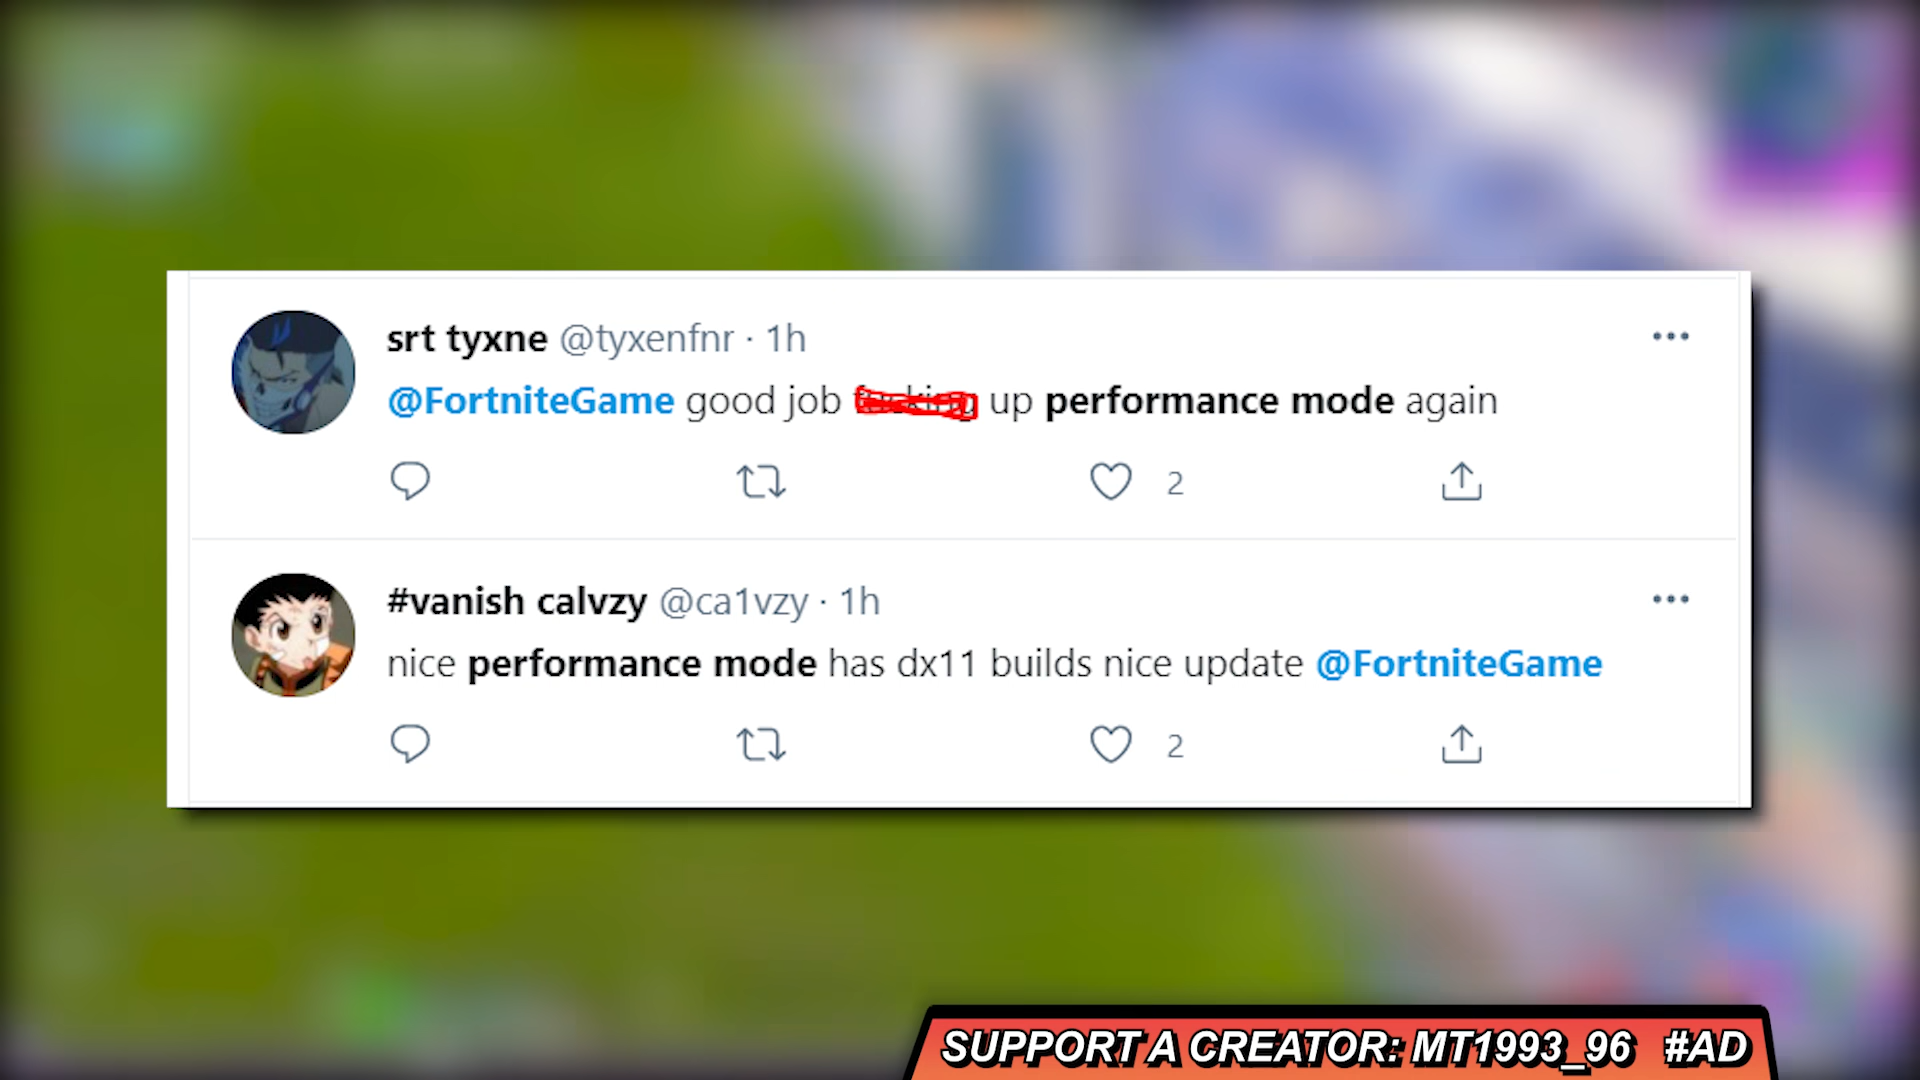 srt tyxne @tyxenfnr · 1h
@FortniteGame good job fucking up performance mode again
2
#vanish calvzy @ca1vzy · 1h
nice performance mode has dx11 builds nice update @FortniteGame
2
SUPPORT A CREATOR: MT1993_96 #AD